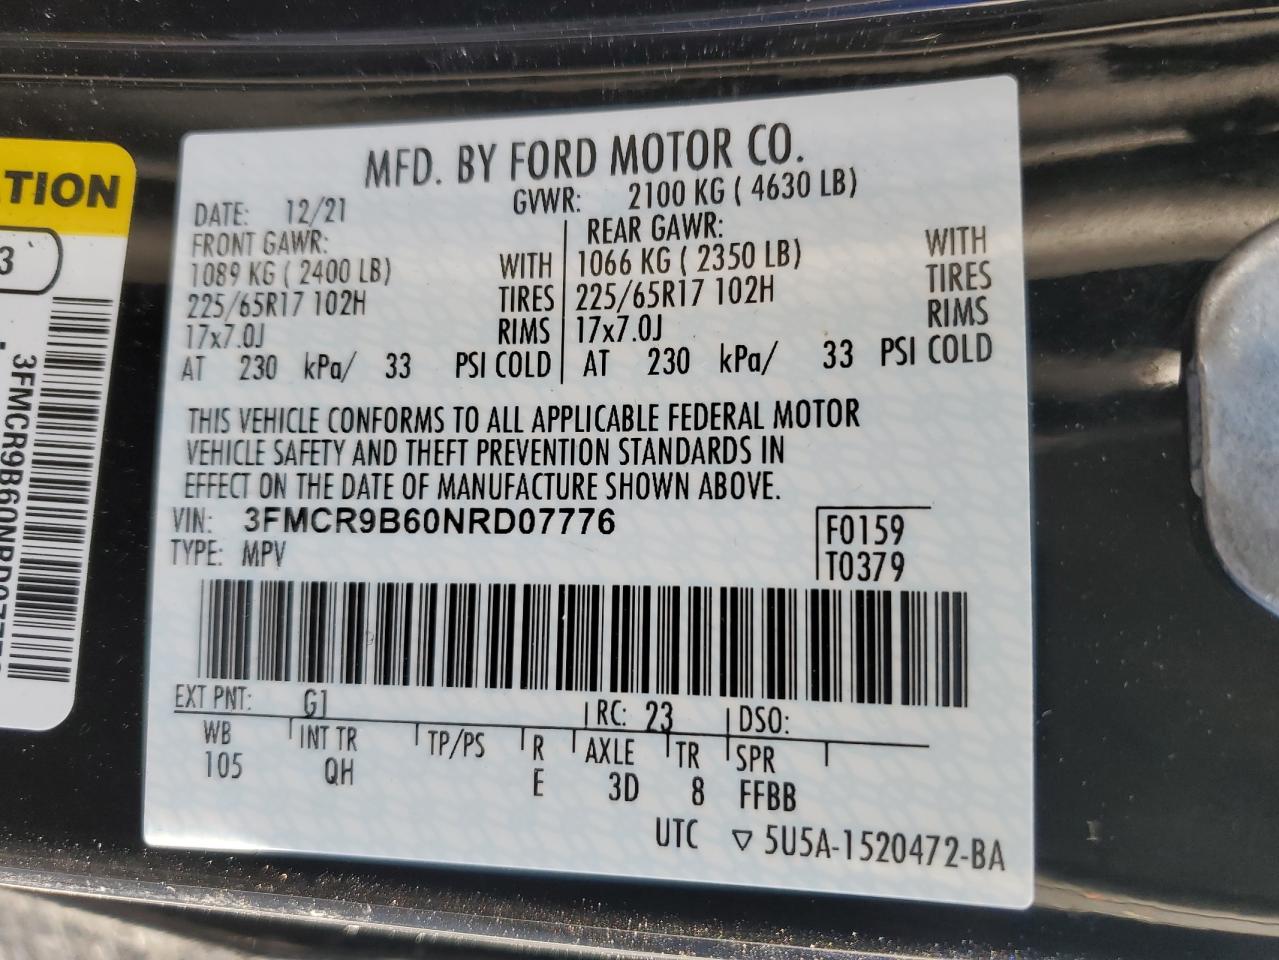 MFD. BY FORD MOTOR CO.
DATE: 12/21 GVWR: 2100 KG ( 4630 LB)
FRONT GAWR: REAR GAWR:
1089 KG ( 2400 LB) WITH 1066 KG ( 2350 LB) WITH
225/65R17 102H TIRES 225/65R17 102H TIRES
17x7.0J RIMS 17x7.0J RIMS
AT 230 kPa/ 33 PSI COLD AT 230 kPa/ 33 PSI COLD
THIS VEHICLE CONFORMS TO ALL APPLICABLE FEDERAL MOTOR
VEHICLE SAFETY AND THEFT PREVENTION STANDARDS IN
EFFECT ON THE DATE OF MANUFACTURE SHOWN ABOVE.
VIN: 3FMCR9B60NRD07776 F0159
TYPE: MPV T0379
EXT PNT: G1 RC: 23 DSO:
WB INT TR TP/PS R AXLE TR SPR
105 QH E 3D 8 FFBB
UTC ▽ 5U5A-1520472-BA
TION
3
3FMCR9B60NRD0777